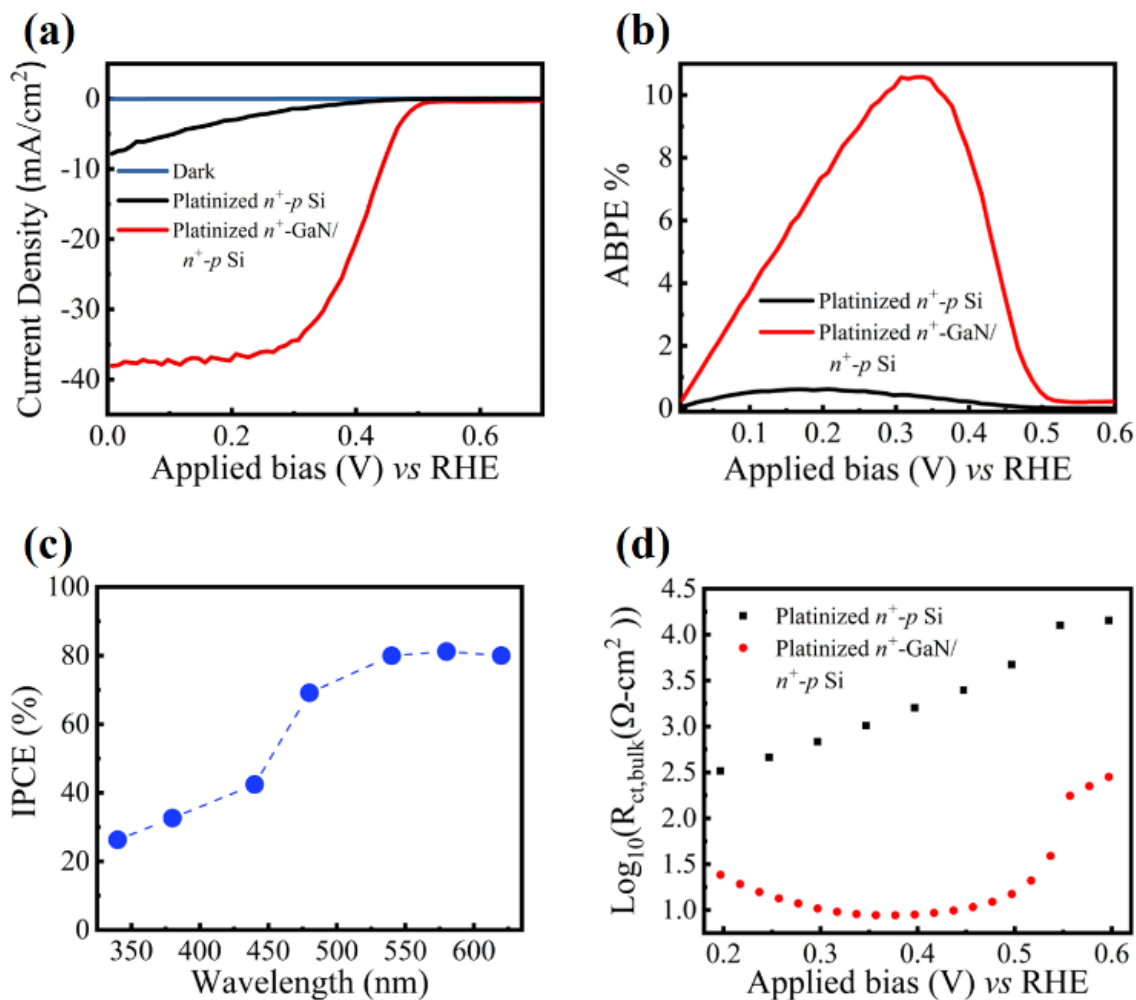 (a)
Current Density (mA/cm²)
0
-10
-20
-30
-40
Dark
Platinized n⁺-p Si
Platinized n⁺-GaN/
n⁺-p Si
0.0 0.2 0.4 0.6
Applied bias (V) vs RHE
(b)
ABPE %
10
8
6
4
2
0
Platinized n⁺-p Si
Platinized n⁺-GaN/
n⁺-p Si
0.1 0.2 0.3 0.4 0.5 0.6
Applied bias (V) vs RHE
(c)
IPCE (%)
100
80
60
40
20
0
350 400 450 500 550 600
Wavelength (nm)
(d)
Log₁₀(R_ct,bulk(Ω-cm²))
4.5
4.0
3.5
3.0
2.5
2.0
1.5
1.0
Platinized n⁺-p Si
Platinized n⁺-GaN/
n⁺-p Si
0.2 0.3 0.4 0.5 0.6
Applied bias (V) vs RHE